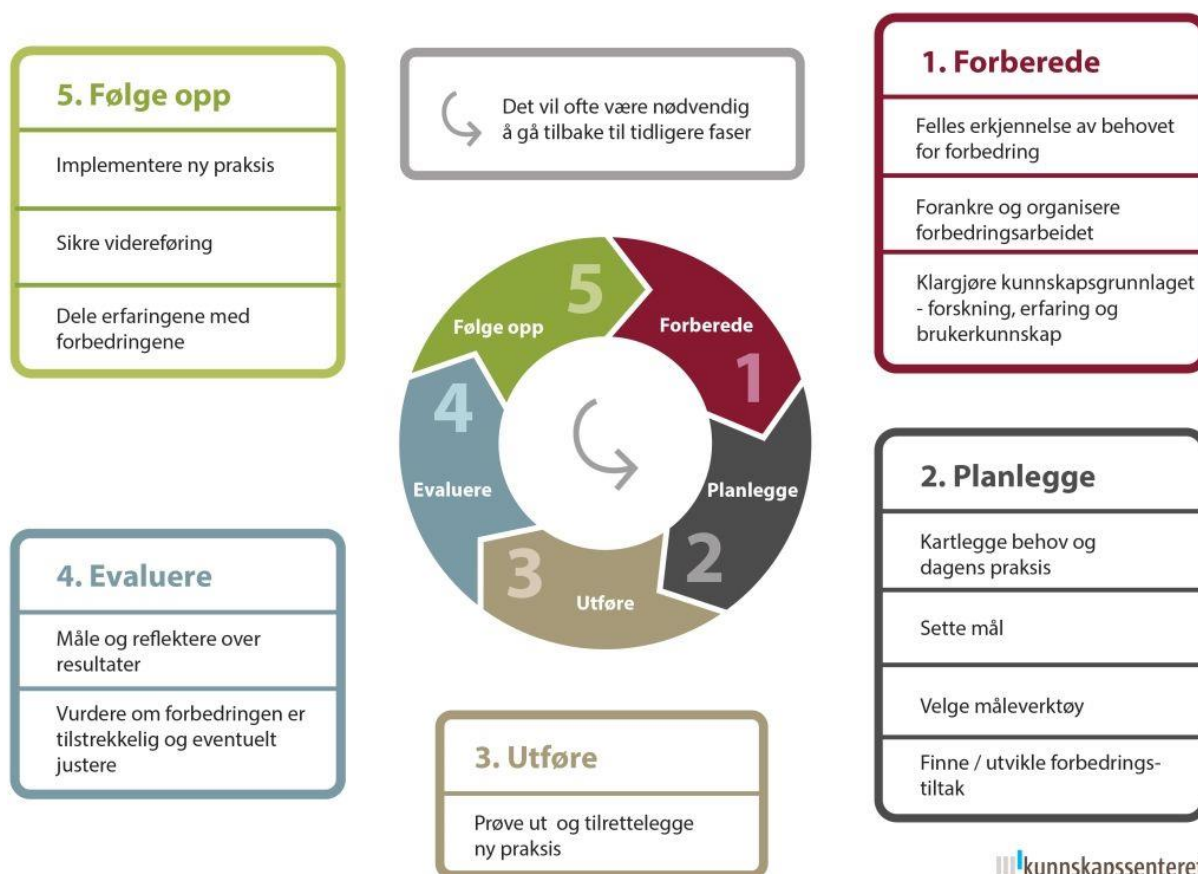 5. Følge opp
Implementere ny praksis
Sikre videreføring
Dele erfaringene med
forbedringene
Det vil ofte være nødvendig
å gå tilbake til tidligere faser
1. Forberede
Felles erkjennelse av behovet
for forbedring
Forankre og organisere
forbedringsarbeidet
Klargjøre kunnskapsgrunnlaget
- forskning, erfaring og
brukerkunnskap
5
Følge opp
Forberede
1
4
Evaluere
Planlegge
2
3
Utføre
2. Planlegge
Kartlegge behov og
dagens praksis
Sette mål
Velge måleverktøy
Finne / utvikle forbedrings-
tiltak
4. Evaluere
Måle og reflektere over
resultater
Vurdere om forbedringen er
tilstrekkelig og eventuelt
justere
3. Utføre
Prøve ut og tilrettelegge
ny praksis
kunnskapssenteret